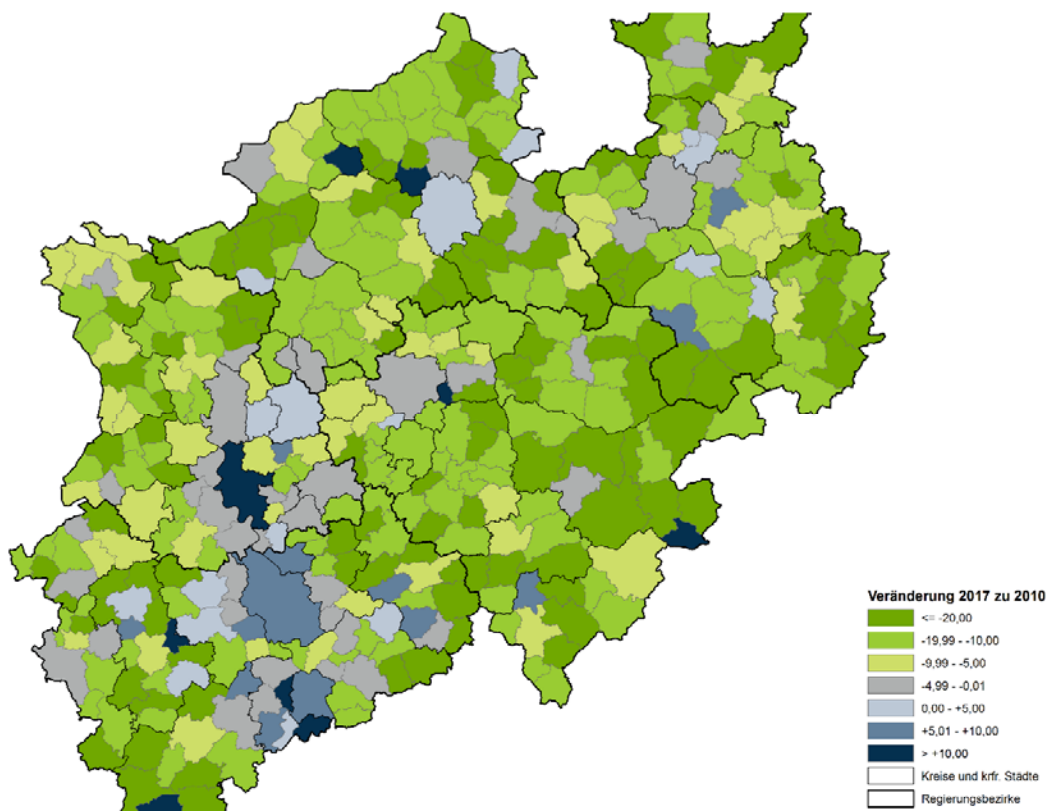 Veränderung 2017 zu 2010
<= -20,00
-19,99 - -10,00
-9,99 - -5,00
-4,99 - -0,01
0,00 - +5,00
+5,01 - +10,00
> +10,00
Kreise und krfr. Städte
Regierungsbezirke